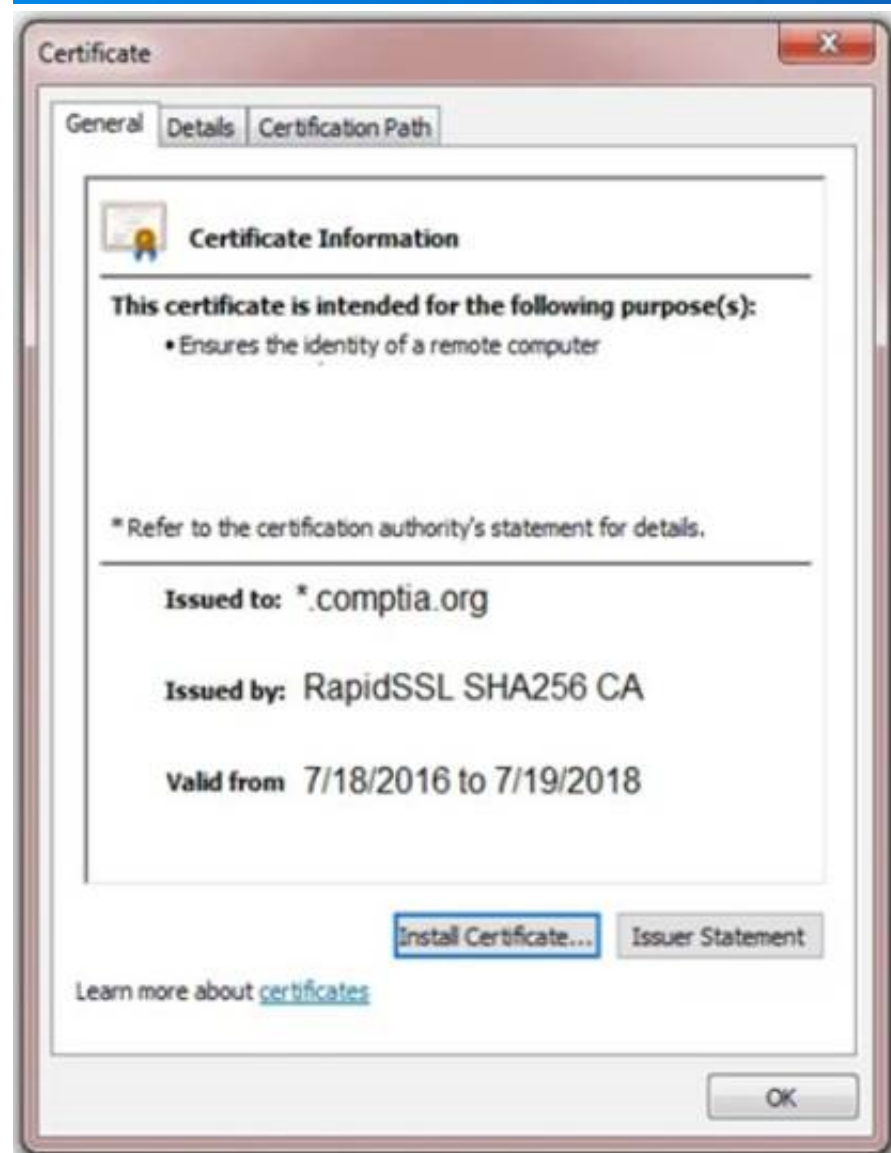 Certificate
General Details Certification Path
Certificate Information
This certificate is intended for the following purpose(s):
• Ensures the identity of a remote computer
* Refer to the certification authority's statement for details.
Issued to: *.comptia.org
Issued by: RapidSSL SHA256 CA
Valid from 7/18/2016 to 7/19/2018
Install Certificate... Issuer Statement
Learn more about certificates
OK